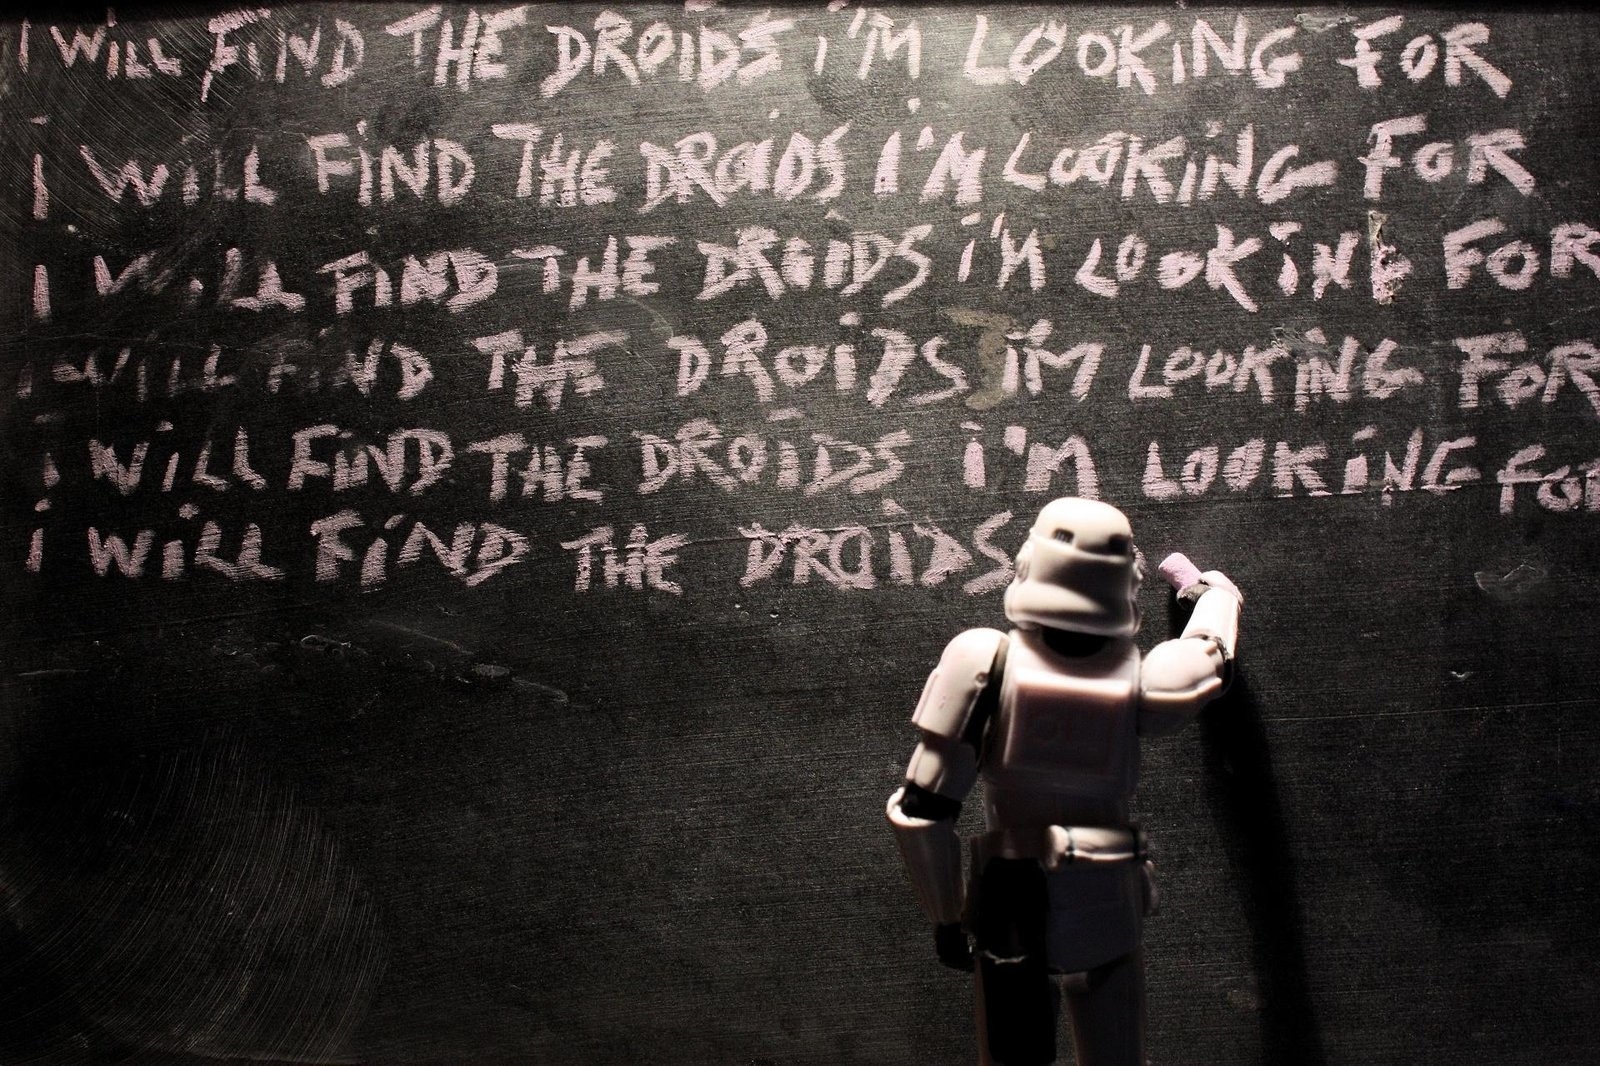 I WILL FIND THE DROIDS i'M LOOKiNG FOR
I WiLL FiND THE DROiDS I'M LOOKiNG FOR
I WiLL FIND THE DROiDS i'M LOOKiNG FOR
I WILL FiND THE DROiDS i'M LOOKiNG FOR
i WiLL FiND THE DROiDS i'M LOOKiNG FOR
i WiLL FiND THE DROiDS